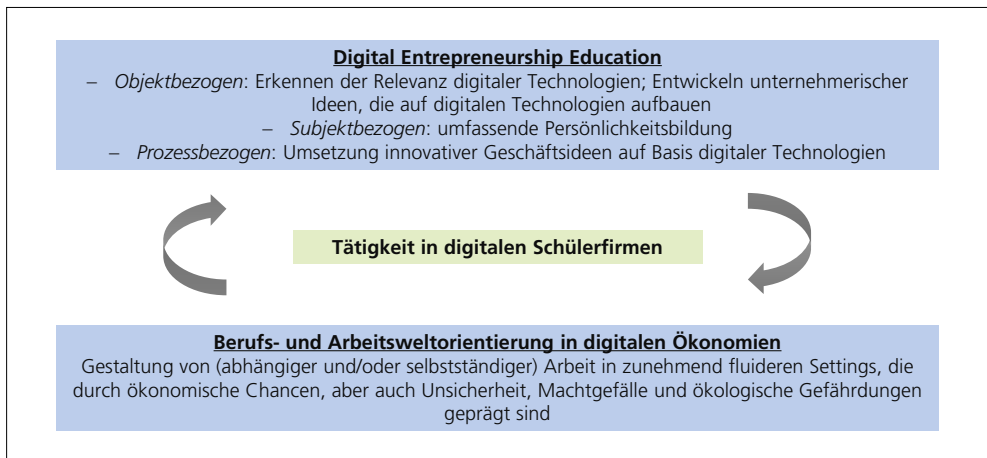 Digital Entrepreneurship Education
– Objektbezogen: Erkennen der Relevanz digitaler Technologien; Entwickeln unternehmerischer
Ideen, die auf digitalen Technologien aufbauen
– Subjektbezogen: umfassende Persönlichkeitsbildung
– Prozessbezogen: Umsetzung innovativer Geschäftsideen auf Basis digitaler Technologien
Tätigkeit in digitalen Schülerfirmen
Berufs- und Arbeitsweltorientierung in digitalen Ökonomien
Gestaltung von (abhängiger und/oder selbstständiger) Arbeit in zunehmend fluideren Settings, die
durch ökonomische Chancen, aber auch Unsicherheit, Machtgefälle und ökologische Gefährdungen
geprägt sind